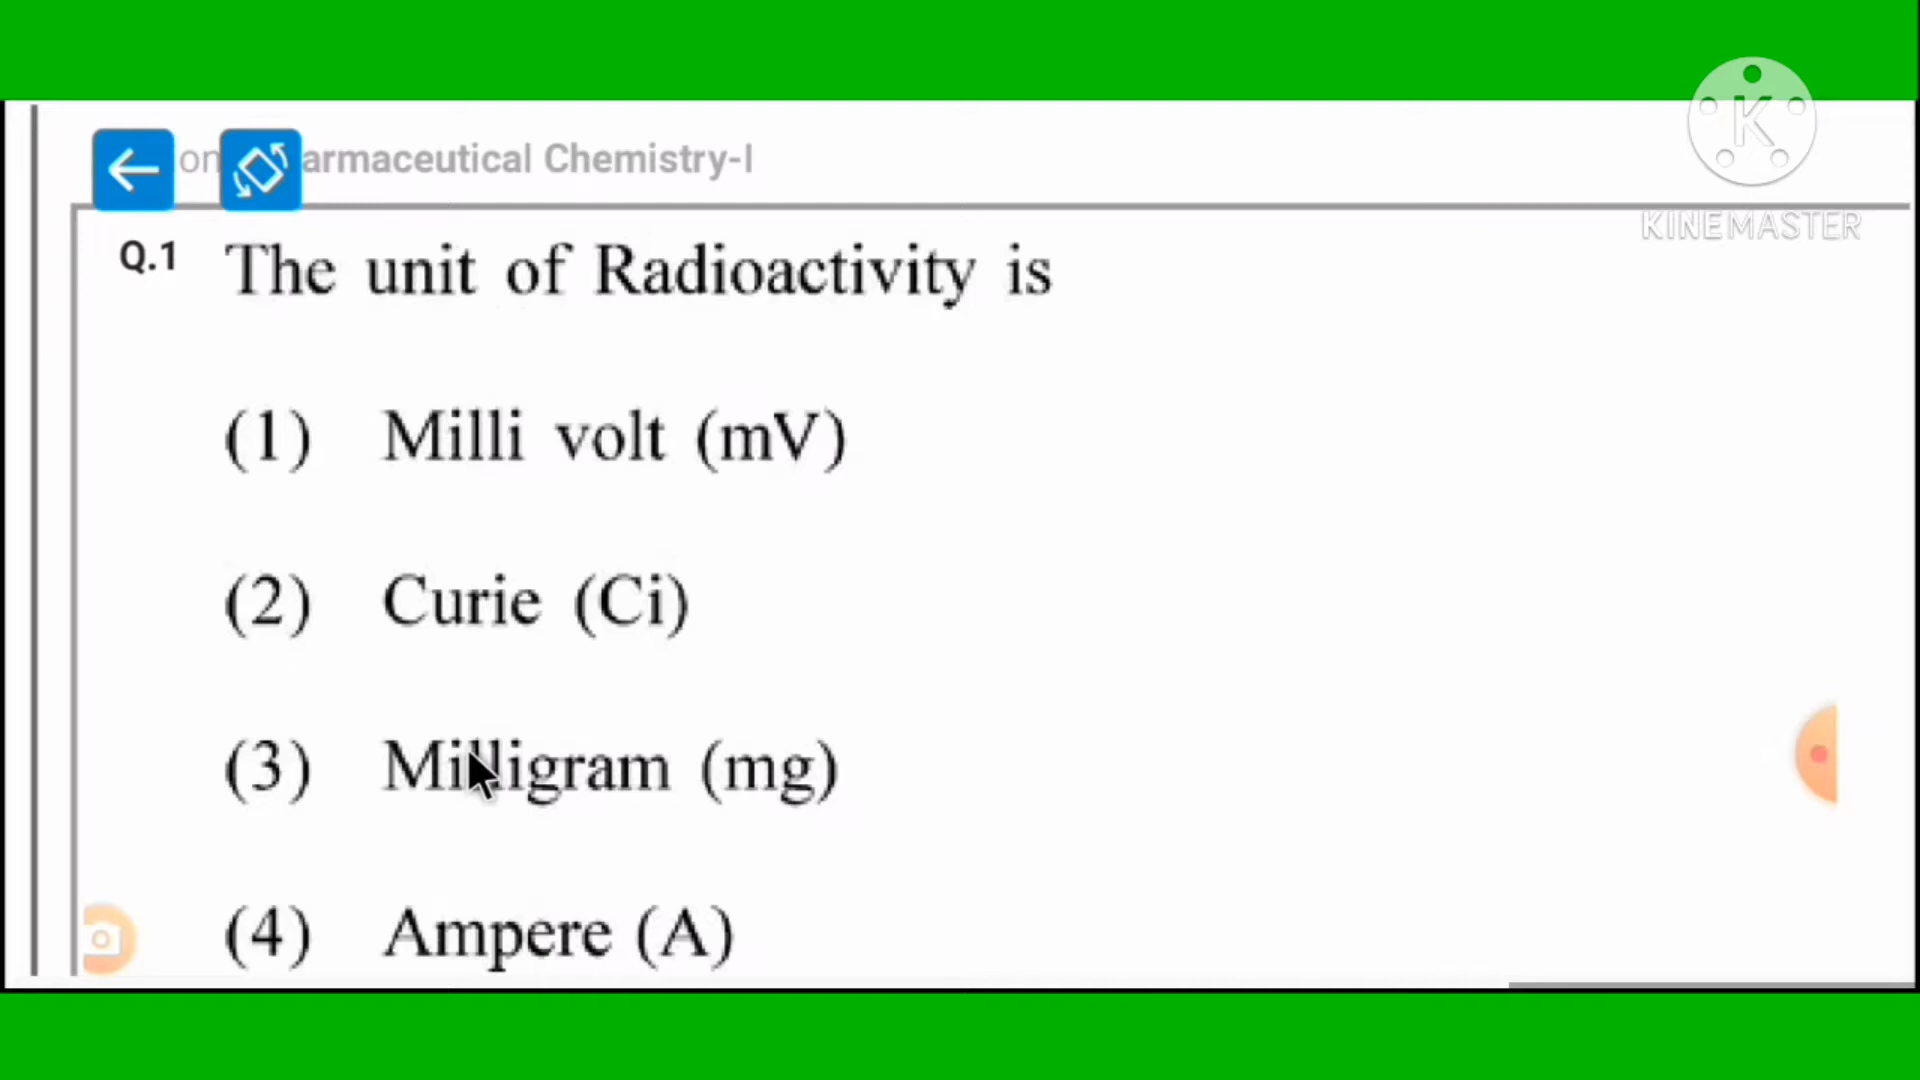 K
KINEMASTER
on armaceutical Chemistry-I
Q.1 The unit of Radioactivity is
(1) Milli volt (mV)
(2) Curie (Ci)
(3) Milligram (mg)
(4) Ampere (A)